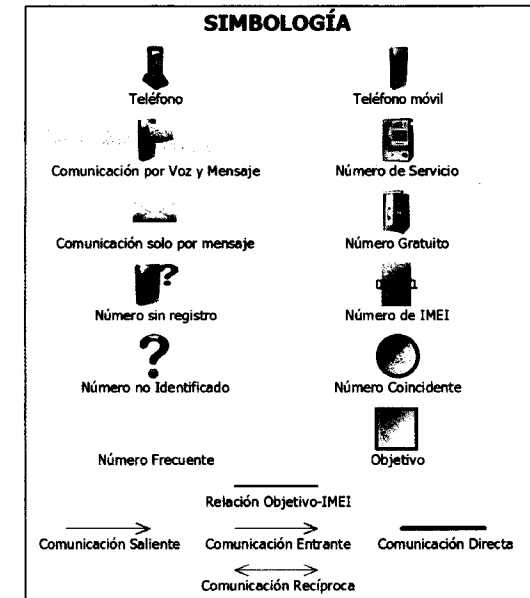 SIMBOLOGÍA
Teléfono
Teléfono móvil
Comunicación por Voz y Mensaje
Número de Servicio
Comunicación solo por mensaje
Número Gratuito
?
Número sin registro
Número de IMEI
?
Número no Identificado
Número Coincidente
Número Frecuente
Objetivo
Relación Objetivo-IMEI
Comunicación Saliente
Comunicación Entrante
Comunicación Directa
Comunicación Recíproca